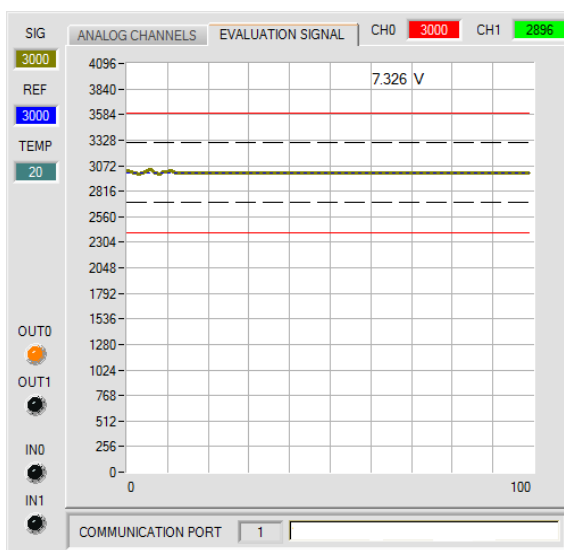 SIG
3000
REF
3000
TEMP
20
OUT0
OUT1
IN0
IN1
ANALOG CHANNELS
EVALUATION SIGNAL
CH0
3000
CH1
2896
7.326 V
4096
3840
3584
3328
3072
2816
2560
2304
2048
1792
1536
1280
1024
768
512
256
0
0
100
COMMUNICATION PORT
1